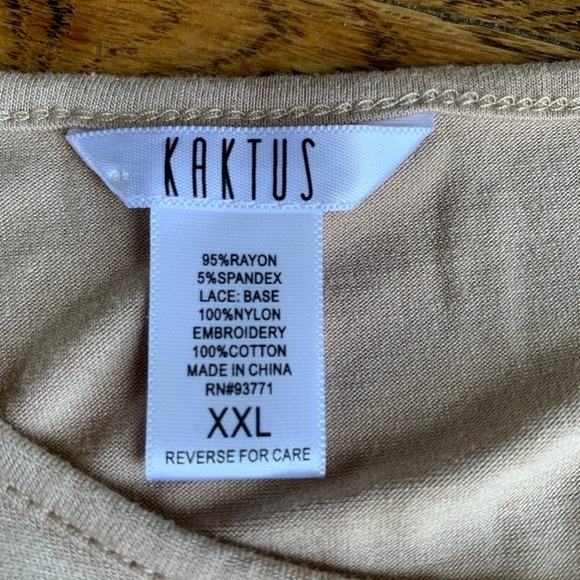 KAKTUS
95%RAYON
5%SPANDEX
LACE: BASE
100%NYLON
EMBROIDERY
100%COTTON
MADE IN CHINA
RN#93771
XXL
REVERSE FOR CARE